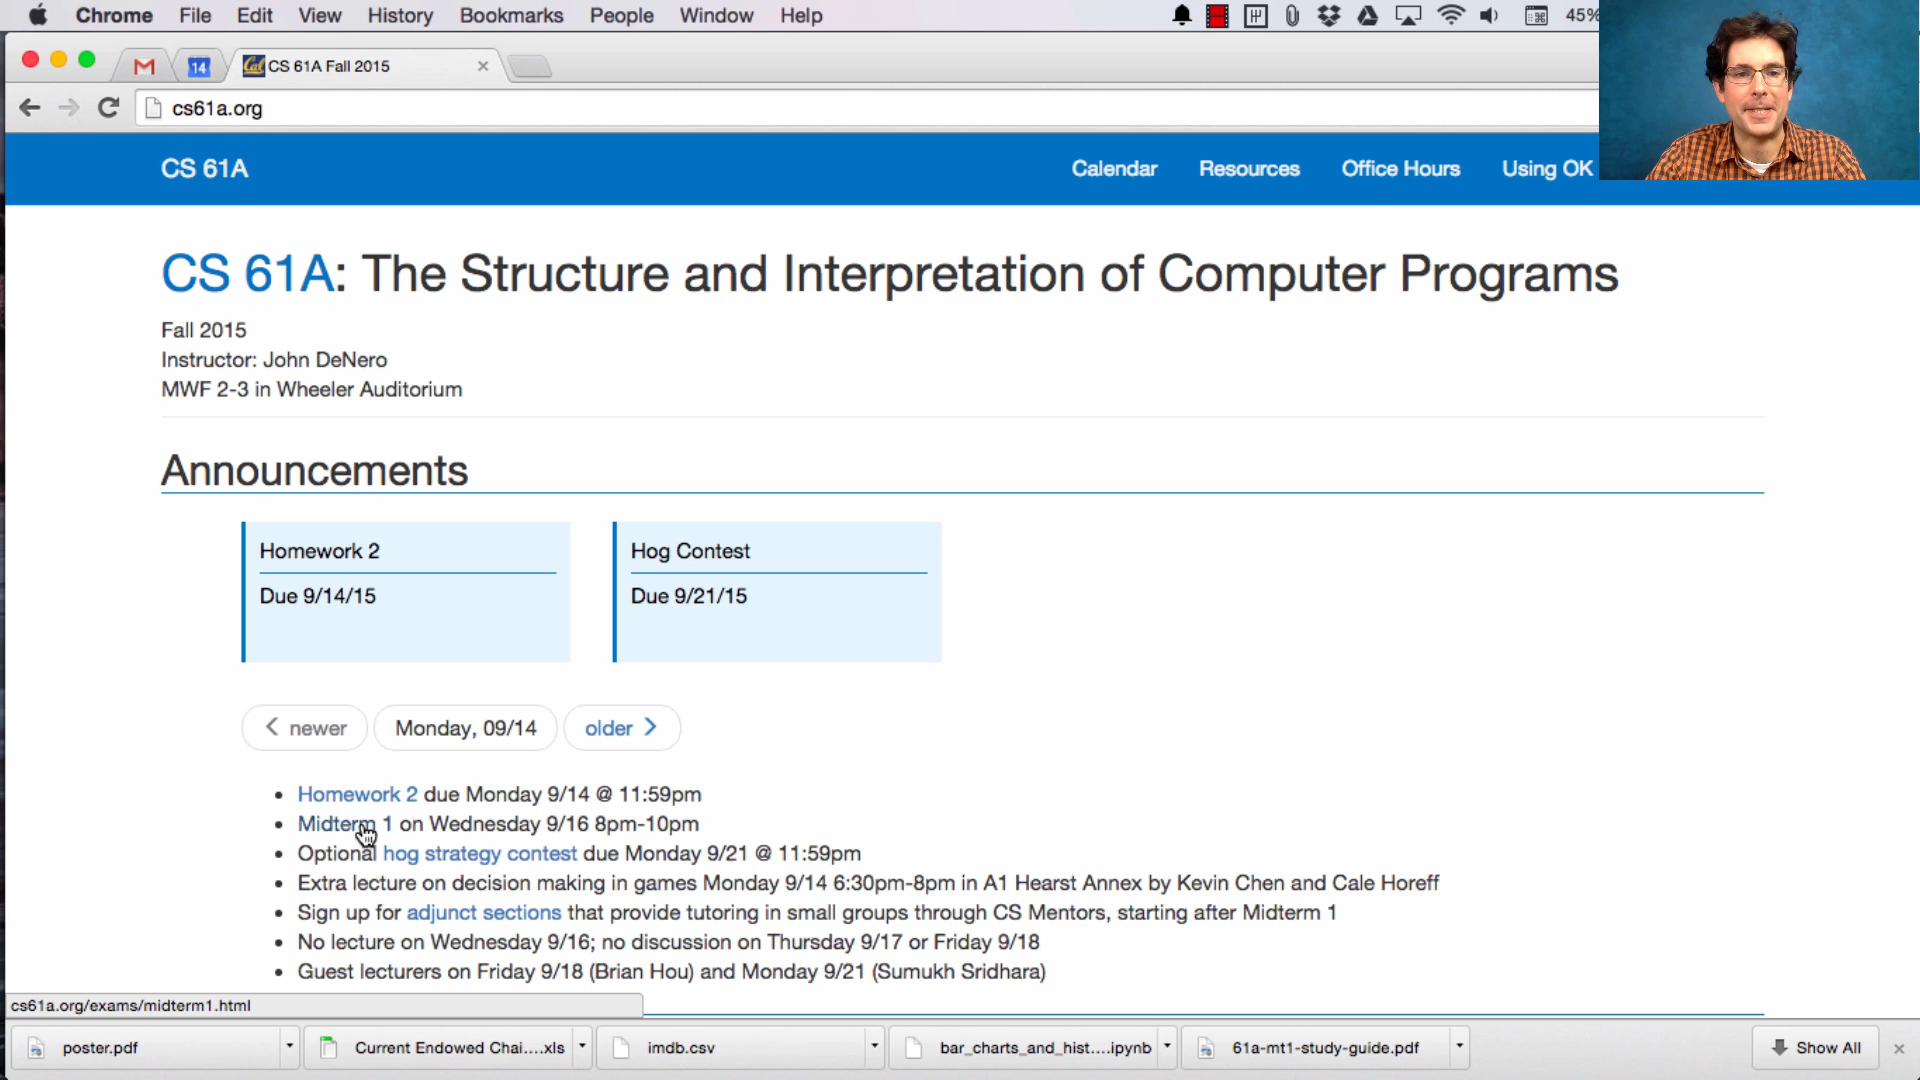 Chrome File Edit View History Bookmarks People Window Help 45%
14 CS 61A Fall 2015
cs61a.org
CS 61A Calendar Resources Office Hours Using OK
CS 61A: The Structure and Interpretation of Computer Programs
Fall 2015
Instructor: John DeNero
MWF 2-3 in Wheeler Auditorium
Announcements
Homework 2 Hog Contest
Due 9/14/15 Due 9/21/15
newer Monday, 09/14 older
Homework 2 due Monday 9/14 @ 11:59pm
Midterm 1 on Wednesday 9/16 8pm-10pm
Optional hog strategy contest due Monday 9/21 @ 11:59pm
Extra lecture on decision making in games Monday 9/14 6:30pm-8pm in A1 Hearst Annex by Kevin Chen and Cale Horeff
Sign up for adjunct sections that provide tutoring in small groups through CS Mentors, starting after Midterm 1
No lecture on Wednesday 9/16; no discussion on Thursday 9/17 or Friday 9/18
Guest lecturers on Friday 9/18 (Brian Hou) and Monday 9/21 (Sumukh Sridhara)
cs61a.org/exams/midterm1.html
poster.pdf Current Endowed Chai....xls imdb.csv bar_charts_and_hist....ipynb 61a-mt1-study-guide.pdf Show All